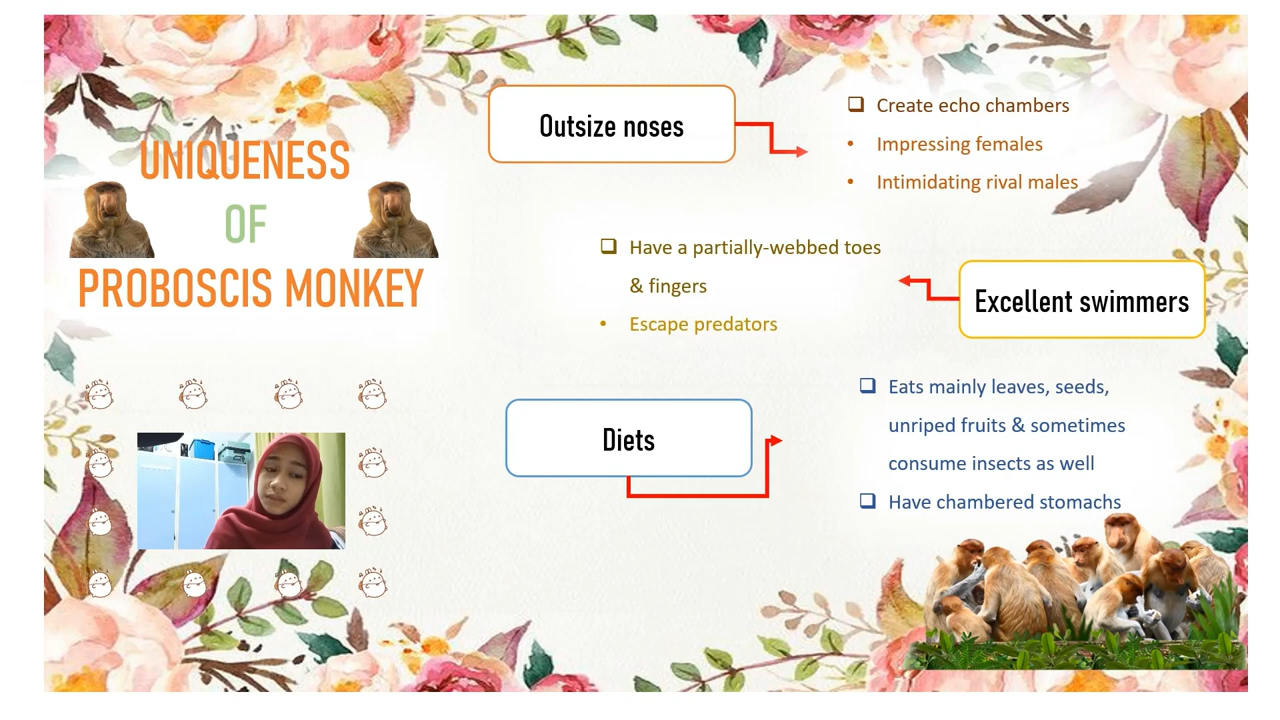 UNIQUENESS
OF
PROBOSCIS MONKEY
Outsize noses
❑ Create echo chambers
• Impressing females
• Intimidating rival males
❑ Have a partially-webbed toes
& fingers
• Escape predators
Excellent swimmers
Diets
❑ Eats mainly leaves, seeds,
unriped fruits & sometimes
consume insects as well
❑ Have chambered stomachs